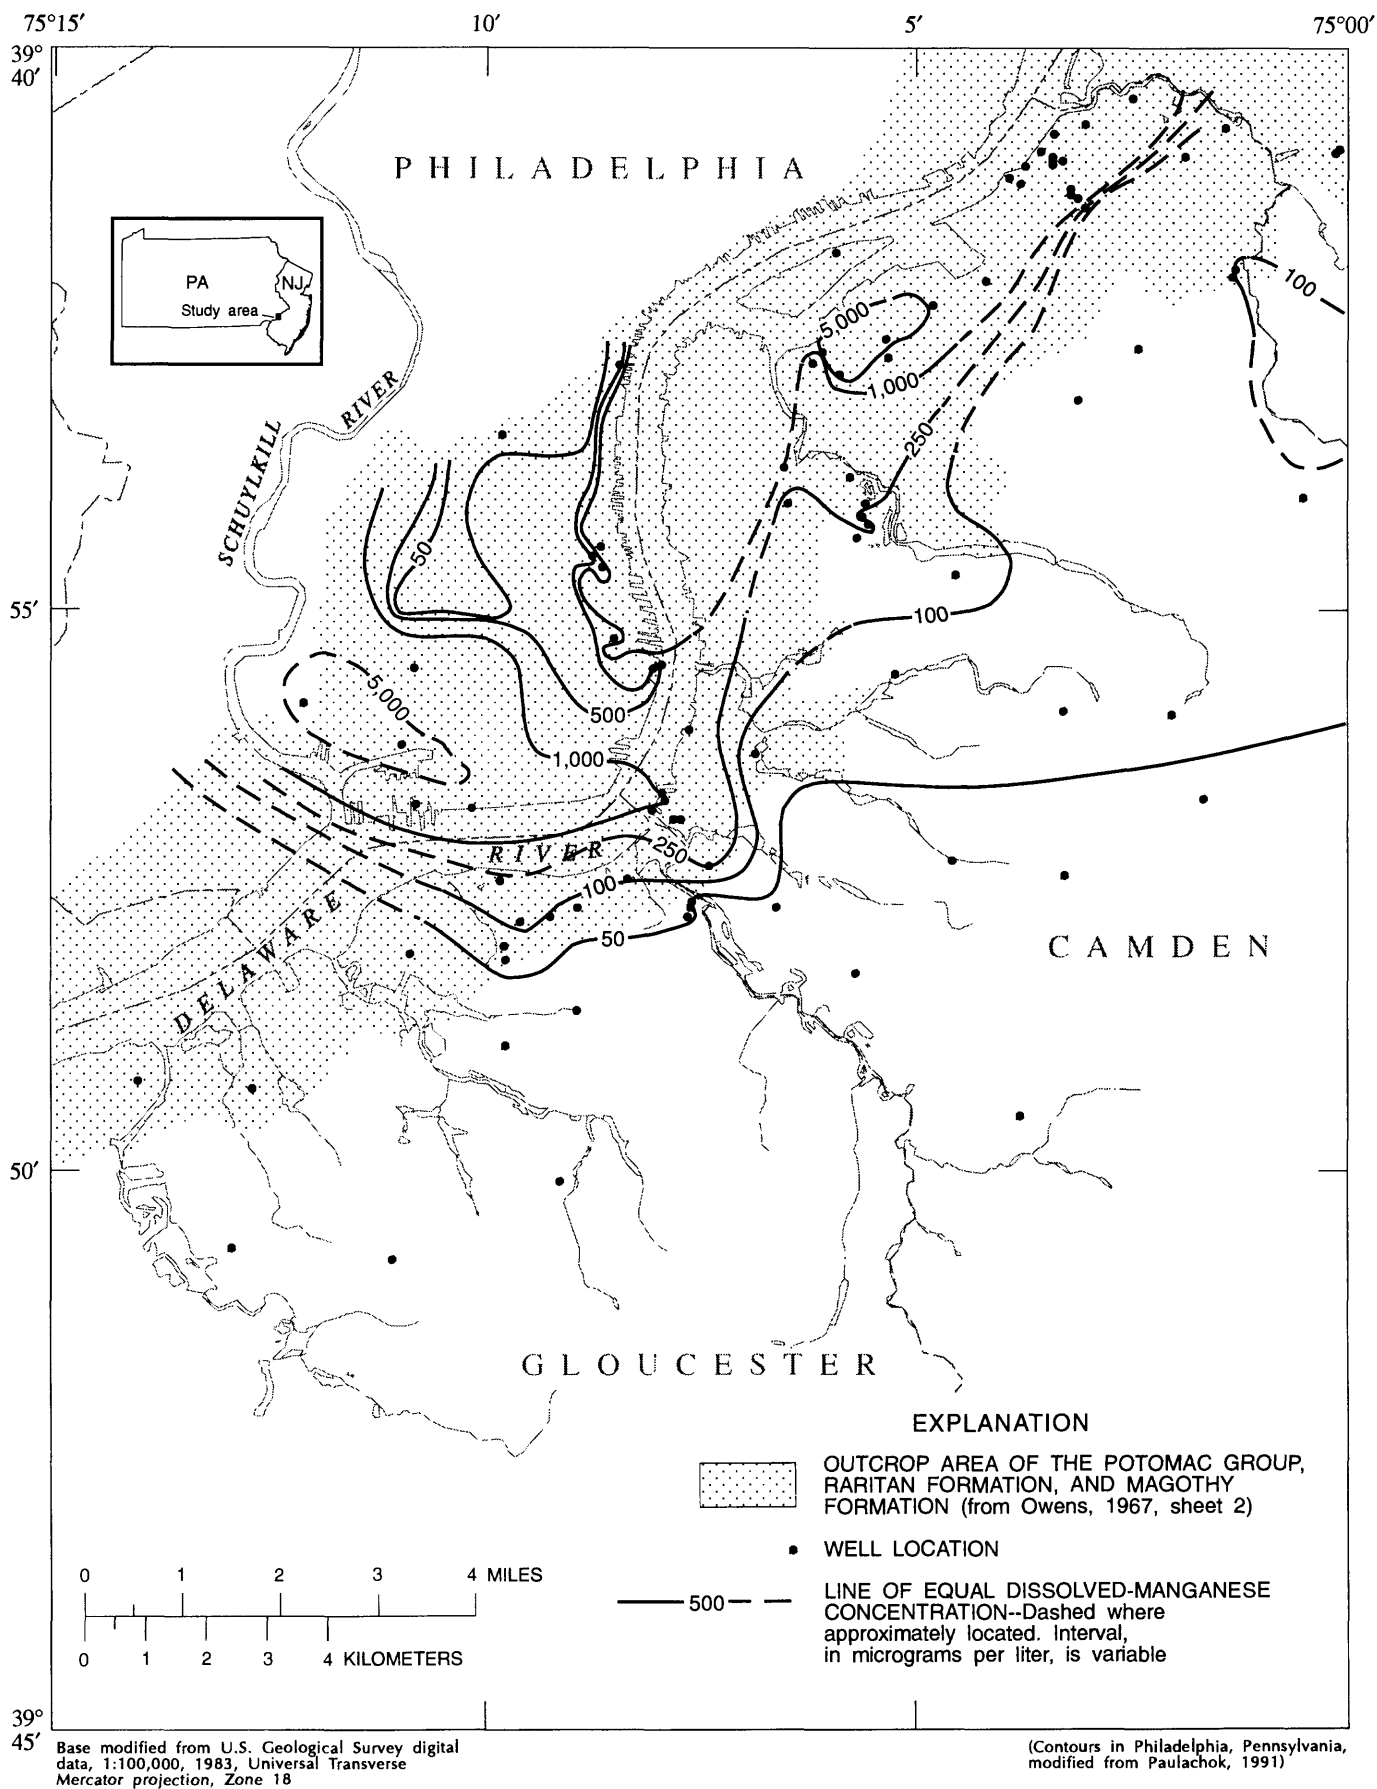 75°15′ 10′ 5′ 75°00′
39°
40′
PHILADELPHIA
PA
NJ
Study area
SCHUYLKILL
RIVER
5,000
1,000
250
100
50
100
55′
5,000
500
1,000
RIVER
250
100
50
DELAWARE
CAMDEN
50′
GLOUCESTER
EXPLANATION
OUTCROP AREA OF THE POTOMAC GROUP,
RARITAN FORMATION, AND MAGOTHY
FORMATION (from Owens, 1967, sheet 2)
WELL LOCATION
500
LINE OF EQUAL DISSOLVED-MANGANESE
CONCENTRATION--Dashed where
approximately located. Interval,
in micrograms per liter, is variable
0 1 2 3 4 MILES
0 1 2 3 4 KILOMETERS
39°
45′
Base modified from U.S. Geological Survey digital
data, 1:100,000, 1983, Universal Transverse
Mercator projection, Zone 18
(Contours in Philadelphia, Pennsylvania,
modified from Paulachok, 1991)